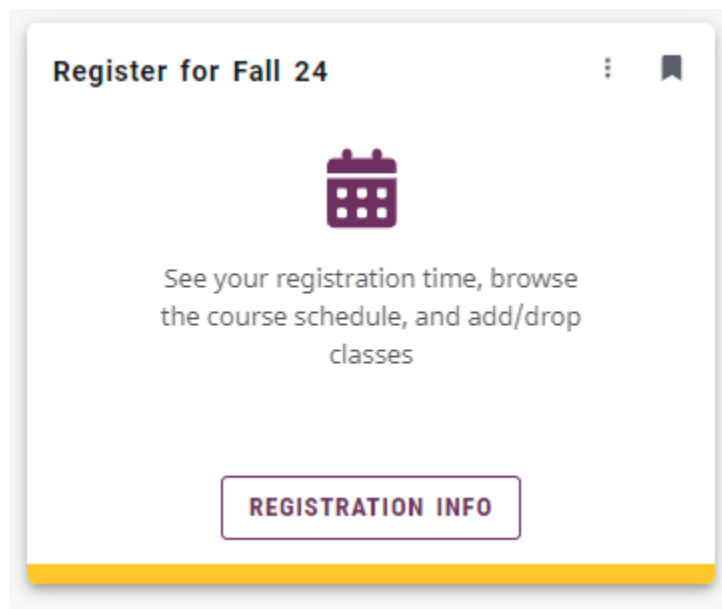 Register for Fall 24
See your registration time, browse
the course schedule, and add/drop
classes
REGISTRATION INFO